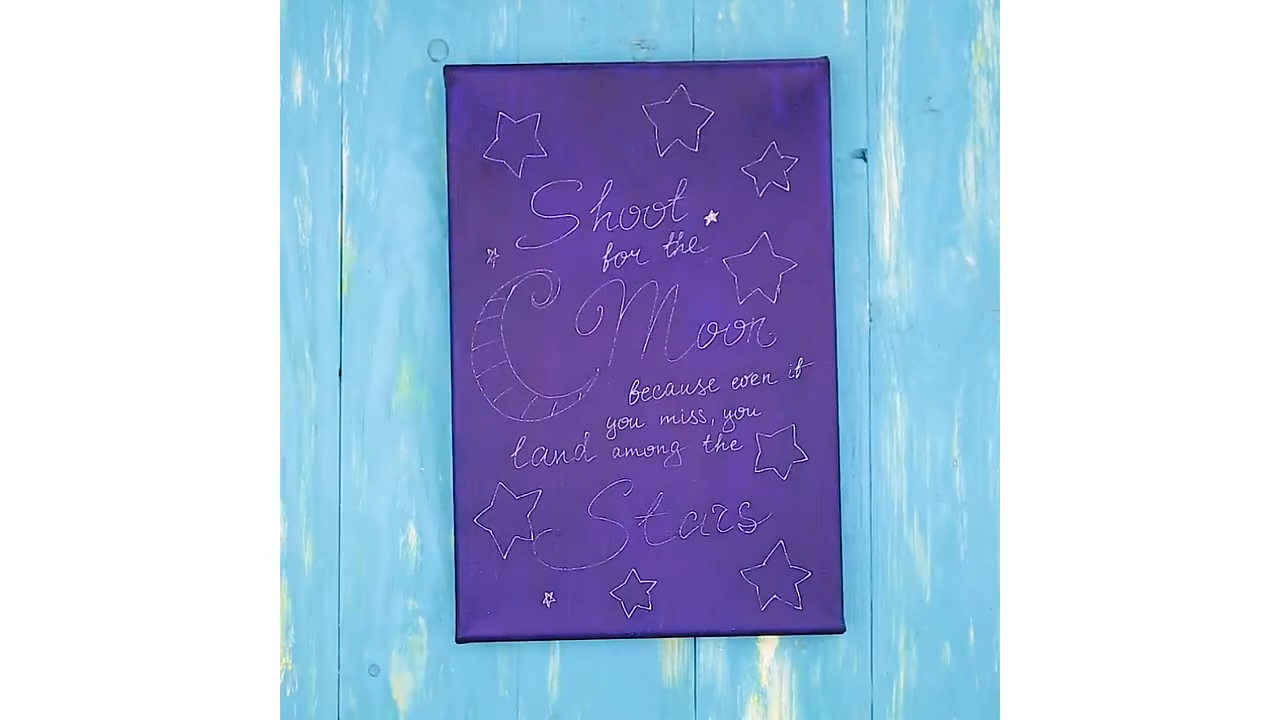 Shoot
for the
Moon
because even if
you miss, you
land among the
Stars